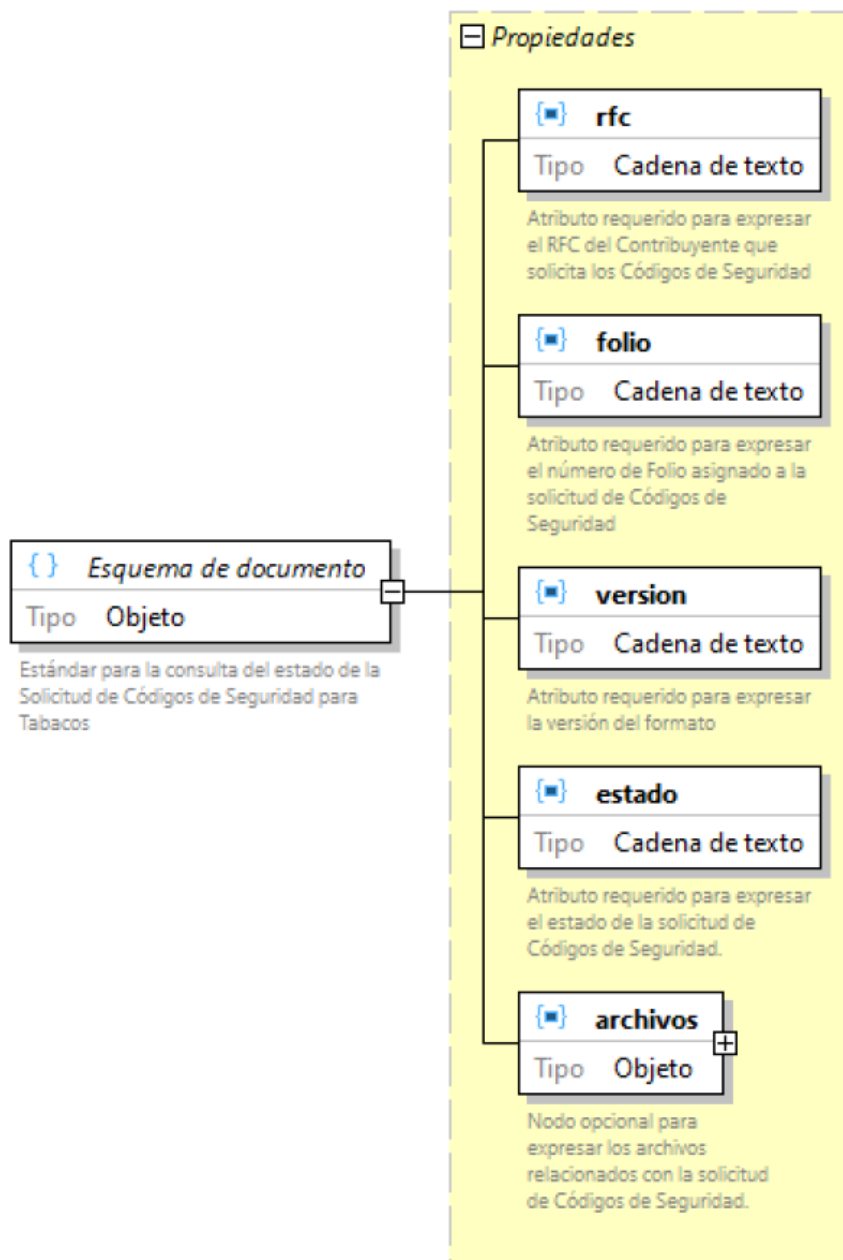 Propiedades
rfc
Tipo Cadena de texto
Atributo requerido para expresar
el RFC del Contribuyente que
solicita los Códigos de Seguridad
folio
Tipo Cadena de texto
Atributo requerido para expresar
el número de Folio asignado a la
solicitud de Códigos de
Seguridad
Esquema de documento
Tipo Objeto
Estándar para la consulta del estado de la
Solicitud de Códigos de Seguridad para
Tabacos
version
Tipo Cadena de texto
Atributo requerido para expresar
la versión del formato
estado
Tipo Cadena de texto
Atributo requerido para expresar
el estado de la solicitud de
Códigos de Seguridad.
archivos
Tipo Objeto
Nodo opcional para
expresar los archivos
relacionados con la solicitud
de Códigos de Seguridad.